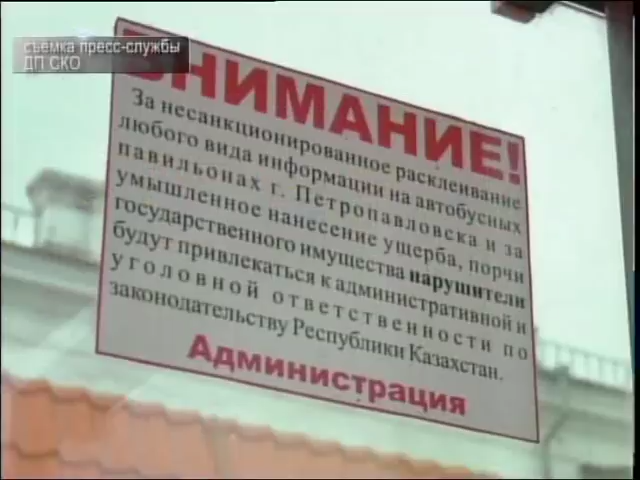 съемка пресс-службы
ДП СКО
ВНИМАНИЕ!
За несанкционированное расклеивание
любого вида информации на автобусных
павильонах г. Петропавловска и за
умышленное нанесение ущерба, порчи
государственного имущества нарушители
будут привлекаться к административной и
уголовной ответственности по
законодательству Республики Казахстан.
Администрация